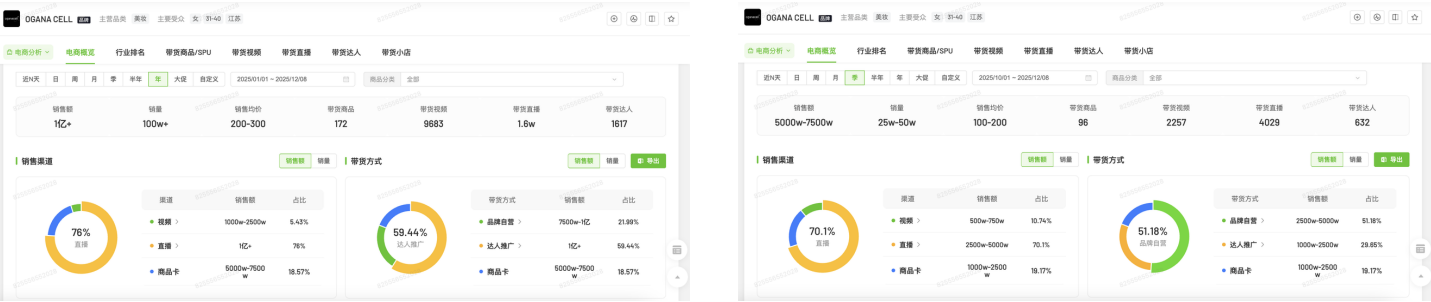 OGANA CELL 品牌 主营品类 美妆 主要受众 女 31-40 江苏
电商分析 电商概览 行业排名 带货商品/SPU 带货视频 带货直播 带货达人 带货小店
近N天 日 周 月 季 半年 年 大促 自定义 2025/01/01 ~ 2025/12/08 商品分类 全部
销售额 销量 销售均价 带货商品 带货视频 带货直播 带货达人
1亿+ 100w+ 200-300 172 9683 1.6w 1617
销售渠道 销售额 销量 带货方式 销售额 销量 导出
渠道 销售额 占比 带货方式 销售额 占比
76% 直播 视频 1000w-2500w 5.43% 59.44% 达人推广 品牌自营 7500w-1亿 21.99%
直播 1亿+ 76% 达人推广 1亿+ 59.44%
商品卡 5000w-7500w 18.57% 商品卡 5000w-7500w 18.57%
OGANA CELL 品牌 主营品类 美妆 主要受众 女 31-40 江苏
电商分析 电商概览 行业排名 带货商品/SPU 带货视频 带货直播 带货达人 带货小店
近N天 日 周 月 季 半年 年 大促 自定义 2025/10/01 ~ 2025/12/08 商品分类 全部
销售额 销量 销售均价 带货商品 带货视频 带货直播 带货达人
5000w-7500w 25w-50w 100-200 96 2257 4029 632
销售渠道 销售额 销量 带货方式 销售额 销量 导出
渠道 销售额 占比 带货方式 销售额 占比
70.1% 直播 视频 500w-750w 10.74% 51.18% 品牌自营 品牌自营 2500w-5000w 51.18%
直播 2500w-5000w 70.1% 达人推广 1000w-2500w 29.65%
商品卡 1000w-2500w 19.17% 商品卡 1000w-2500w 19.17%